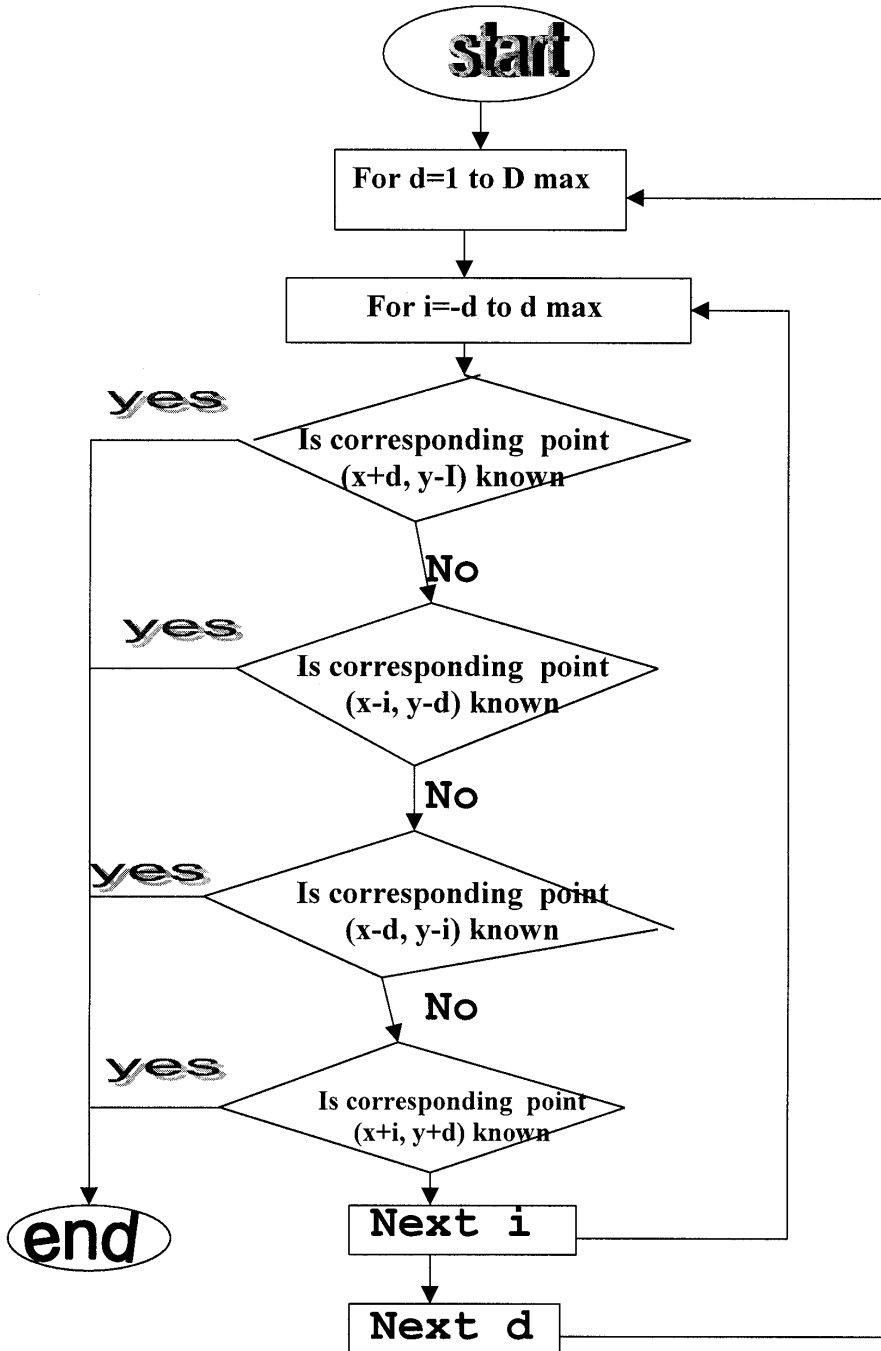 start
For d=1 to D max
For i=-d to d max
yes
Is corresponding point
(x+d, y-I) known
No
yes
Is corresponding point
(x-i, y-d) known
No
yes
Is corresponding point
(x-d, y-i) known
No
yes
Is corresponding point
(x+i, y+d) known
end
Next i
Next d